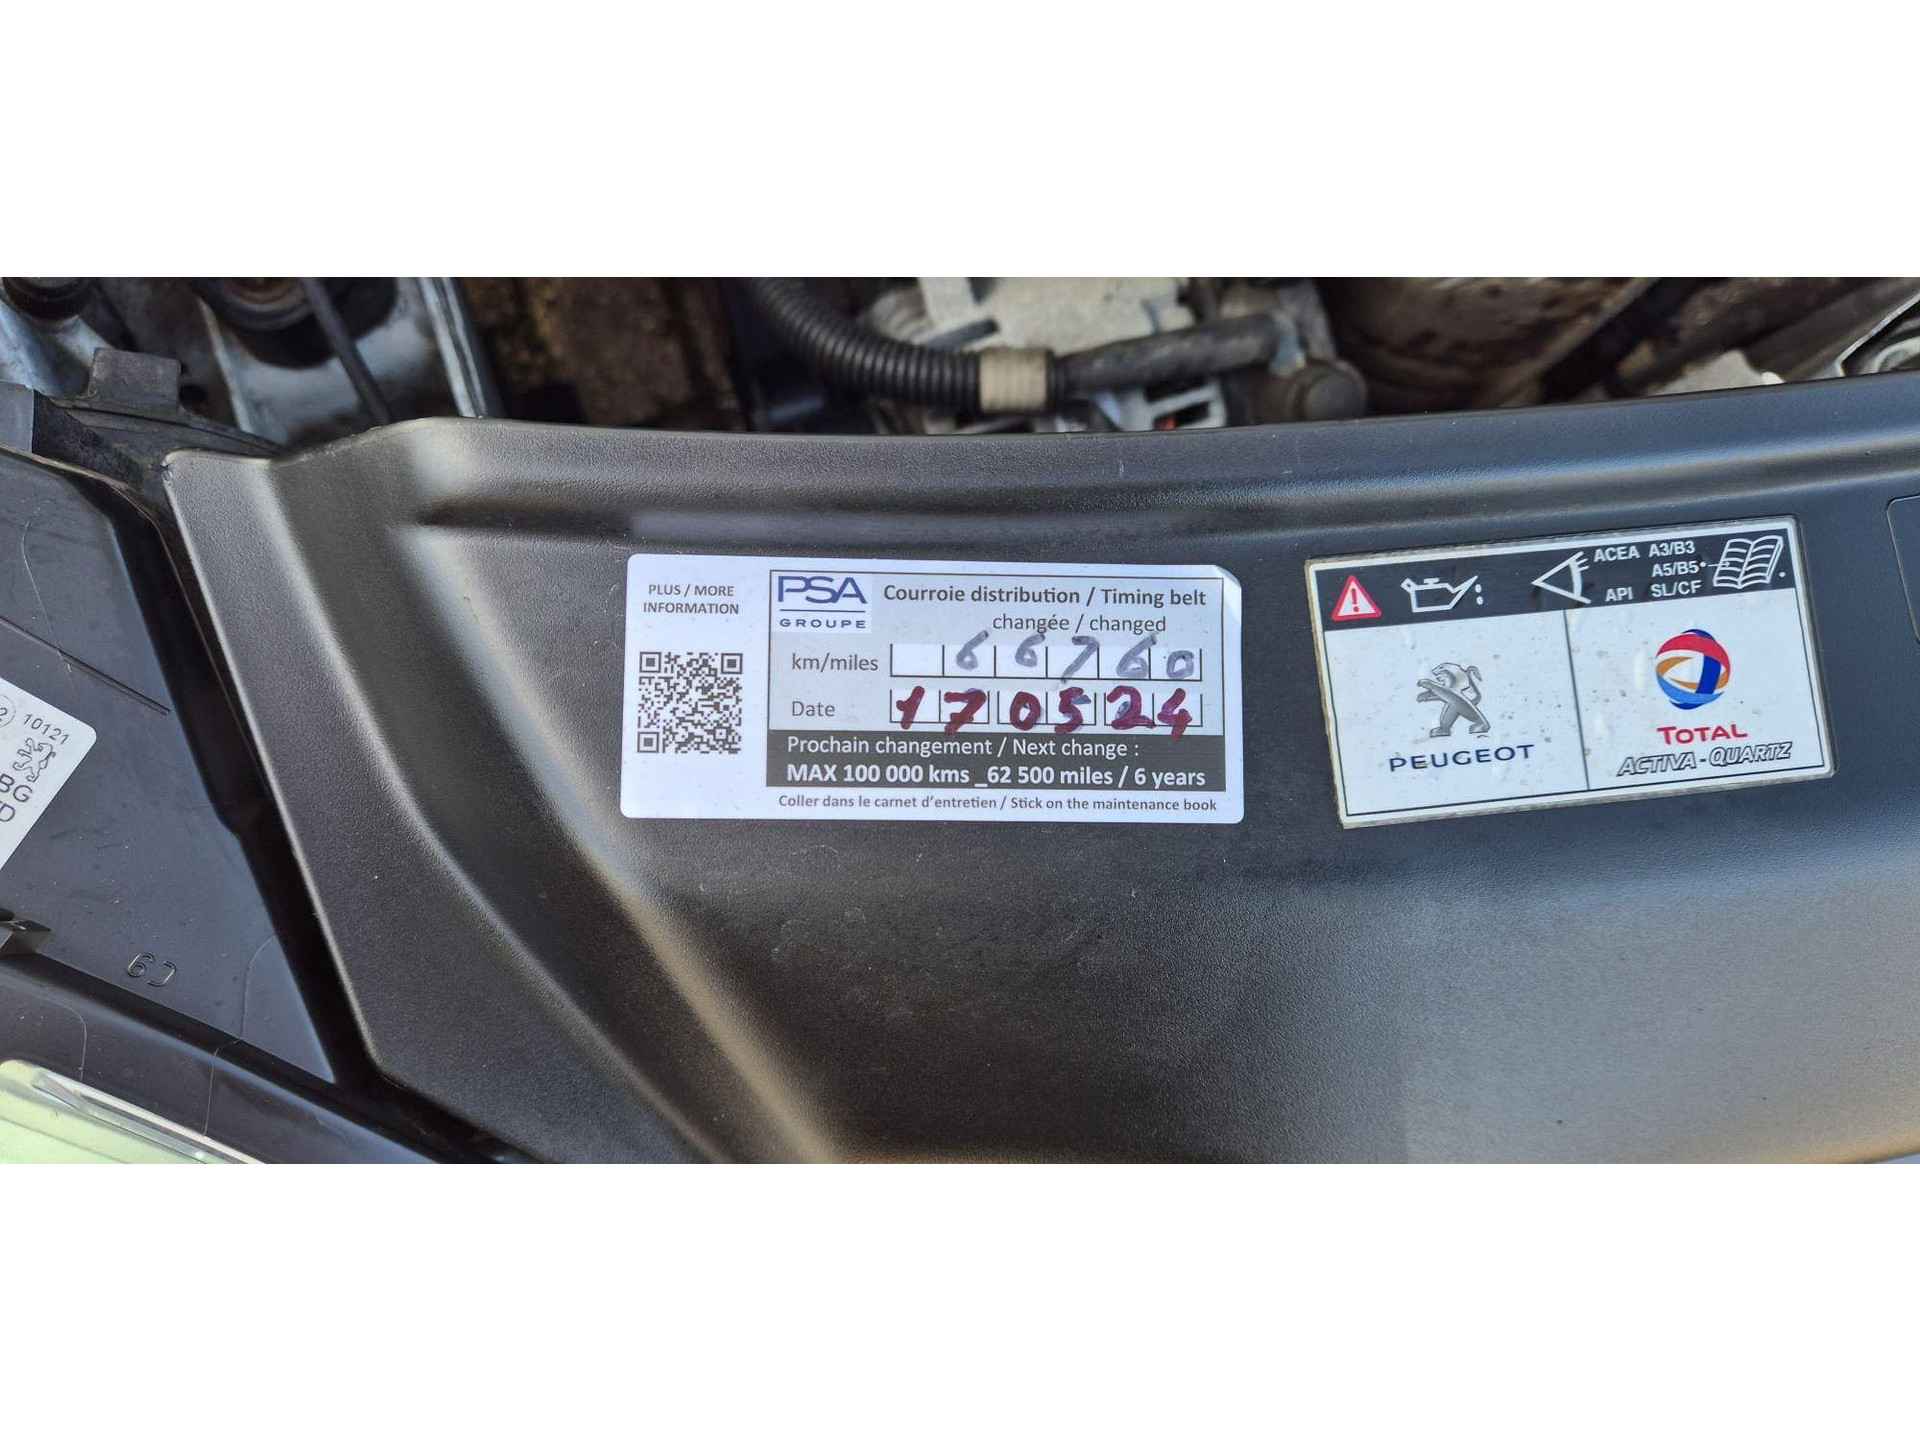 PLUS / MORE
INFORMATION
PSA
GROUPE
Courroie distribution / Timing belt
changée / changed
km/miles 66760
Date 170524
Prochain changement / Next change :
MAX 100 000 kms _62 500 miles / 6 years
Coller dans le carnet d'entretien / Stick on the maintenance book
ACEA A3/B3
A5/B5
API SL/CF
PEUGEOT
TOTAL
ACTIVA-QUARTZ
10121
BG